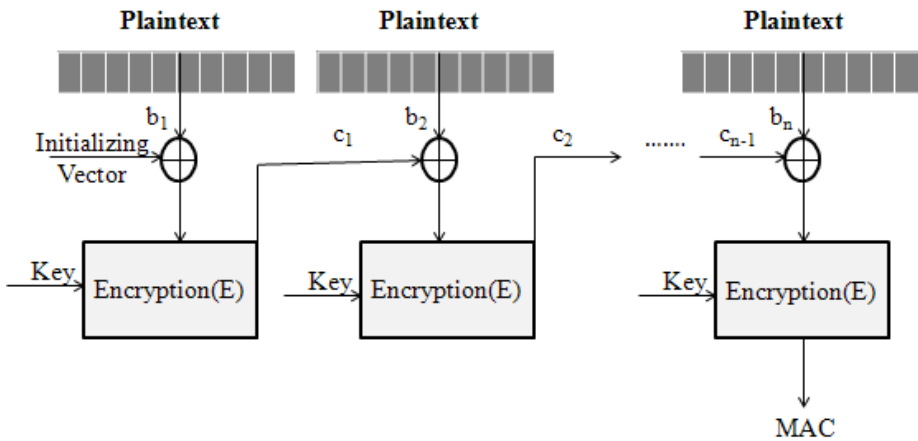 Plaintext
Plaintext
Plaintext
b1
b2
bn
Initializing
Vector
c1
c2
.......
cn-1
Key
Encryption(E)
Key
Encryption(E)
Key
Encryption(E)
MAC